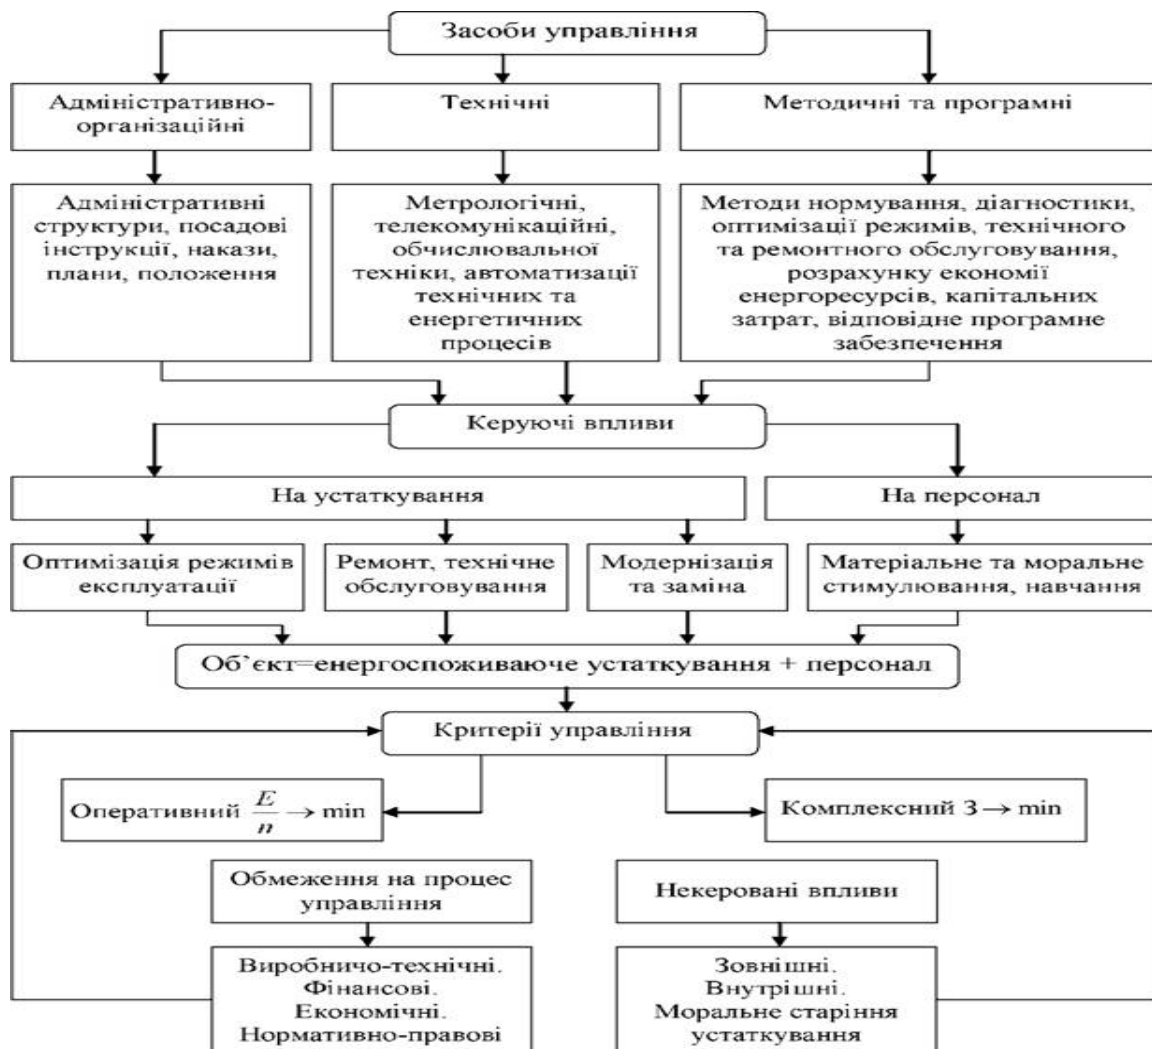 Засоби управління
Адміністративно-
організаційні
Технічні
Методичні та програмні
Адміністративні
структури, посадові
інструкції, накази,
плани, положення
Метрологічні,
телекомунікаційні,
обчислювальної
техніки, автоматизації
технічних та
енергетичних
процесів
Методи нормування, діагностики,
оптимізації режимів, технічного
та ремонтного обслуговування,
розрахунку економії
енергоресурсів, капітальних
затрат, відповідне програмне
забезпечення
Керуючі впливи
На устаткування
На персонал
Оптимізація режимів
експлуатації
Ремонт, технічне
обслуговування
Модернізація
та заміна
Матеріальне та моральне
стимулювання, навчання
Об’єкт=енергоспоживаюче устаткування + персонал
Критерії управління
Оперативний E/n → min
Комплексний З → min
Обмеження на процес
управління
Некеровані впливи
Виробничо-технічні.
Фінансові.
Економічні.
Нормативно-правові
Зовнішні.
Внутрішні.
Моральне старіння
устаткування